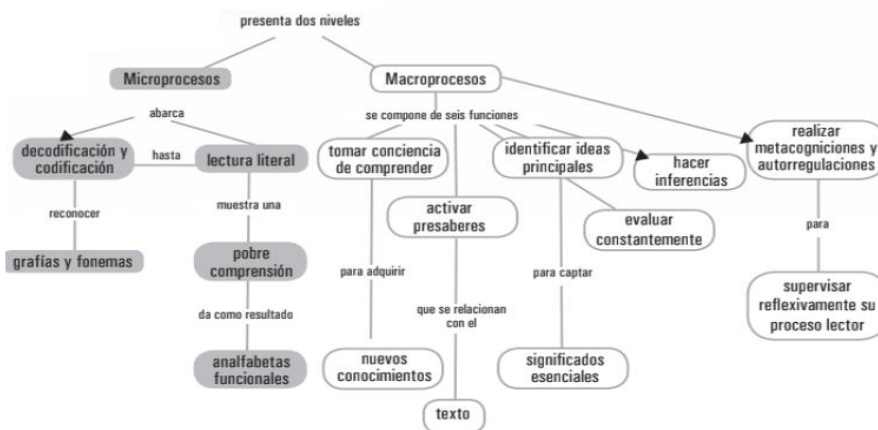 presenta dos niveles
Microprocesos
Macroprocesos
abarca
se compone de seis funciones
decodificación y
codificación
hasta
lectura literal
tomar conciencia
de comprender
identificar ideas
principales
hacer
inferencias
realizar
metacogniciones y
autorregulaciones
reconocer
muestra una
activar
presaberes
evaluar
constantemente
para
grafías y fonemas
pobre
comprensión
para adquirir
para captar
supervisar
reflexivamente su
proceso lector
da como resultado
que se relacionan
con el
analfabetas
funcionales
nuevos
conocimientos
significados
esenciales
texto